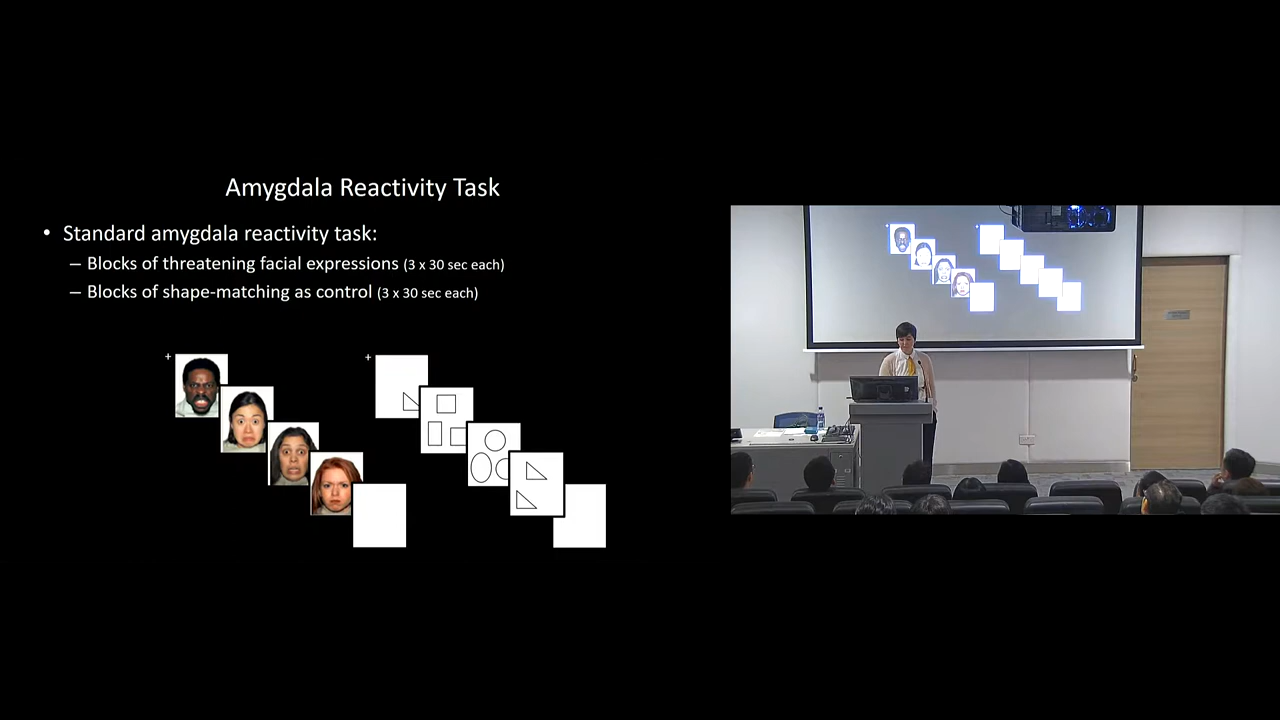 Amygdala Reactivity Task
• Standard amygdala reactivity task:
– Blocks of threatening facial expressions (3 x 30 sec each)
– Blocks of shape-matching as control (3 x 30 sec each)